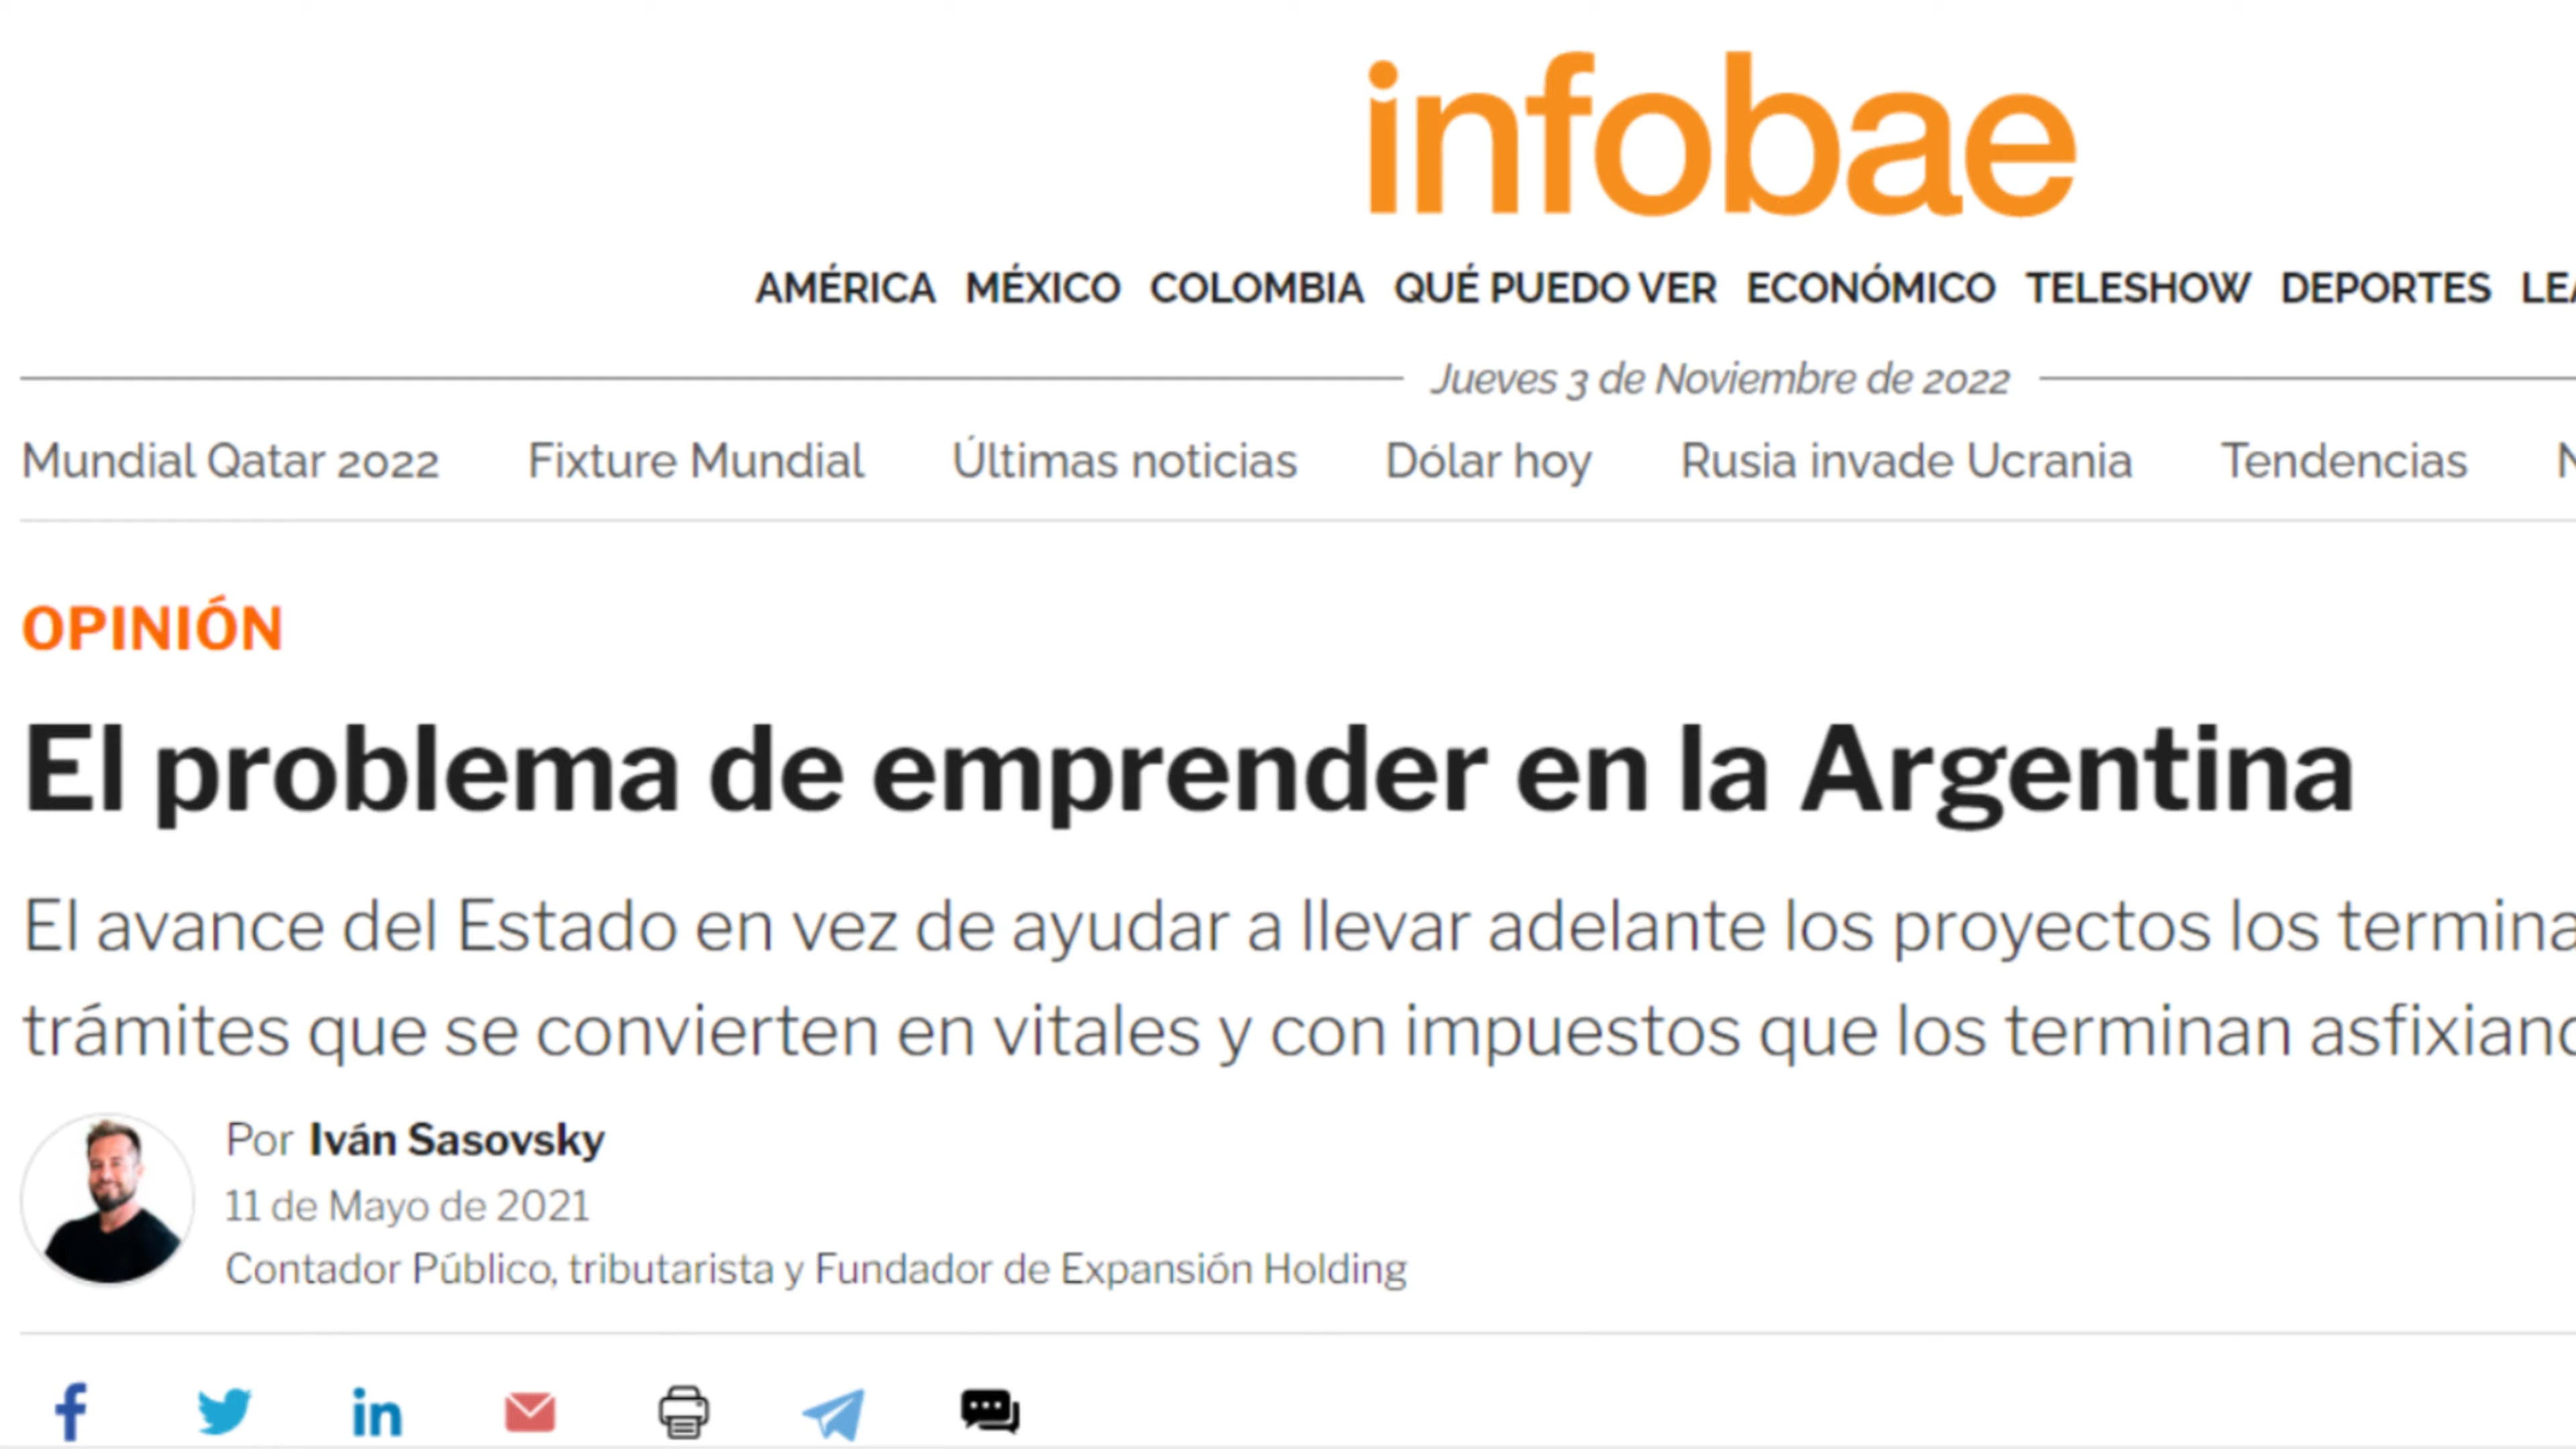 infobae
AMÉRICA MÉXICO COLOMBIA QUÉ PUEDO VER ECONÓMICO TELESHOW DEPORTES LEA
Jueves 3 de Noviembre de 2022
Mundial Qatar 2022 Fixture Mundial Últimas noticias Dólar hoy Rusia invade Ucrania Tendencias N
OPINIÓN
El problema de emprender en la Argentina
El avance del Estado en vez de ayudar a llevar adelante los proyectos los termina
trámites que se convierten en vitales y con impuestos que los terminan asfixiand
Por Iván Sasovsky
11 de Mayo de 2021
Contador Público, tributarista y Fundador de Expansión Holding